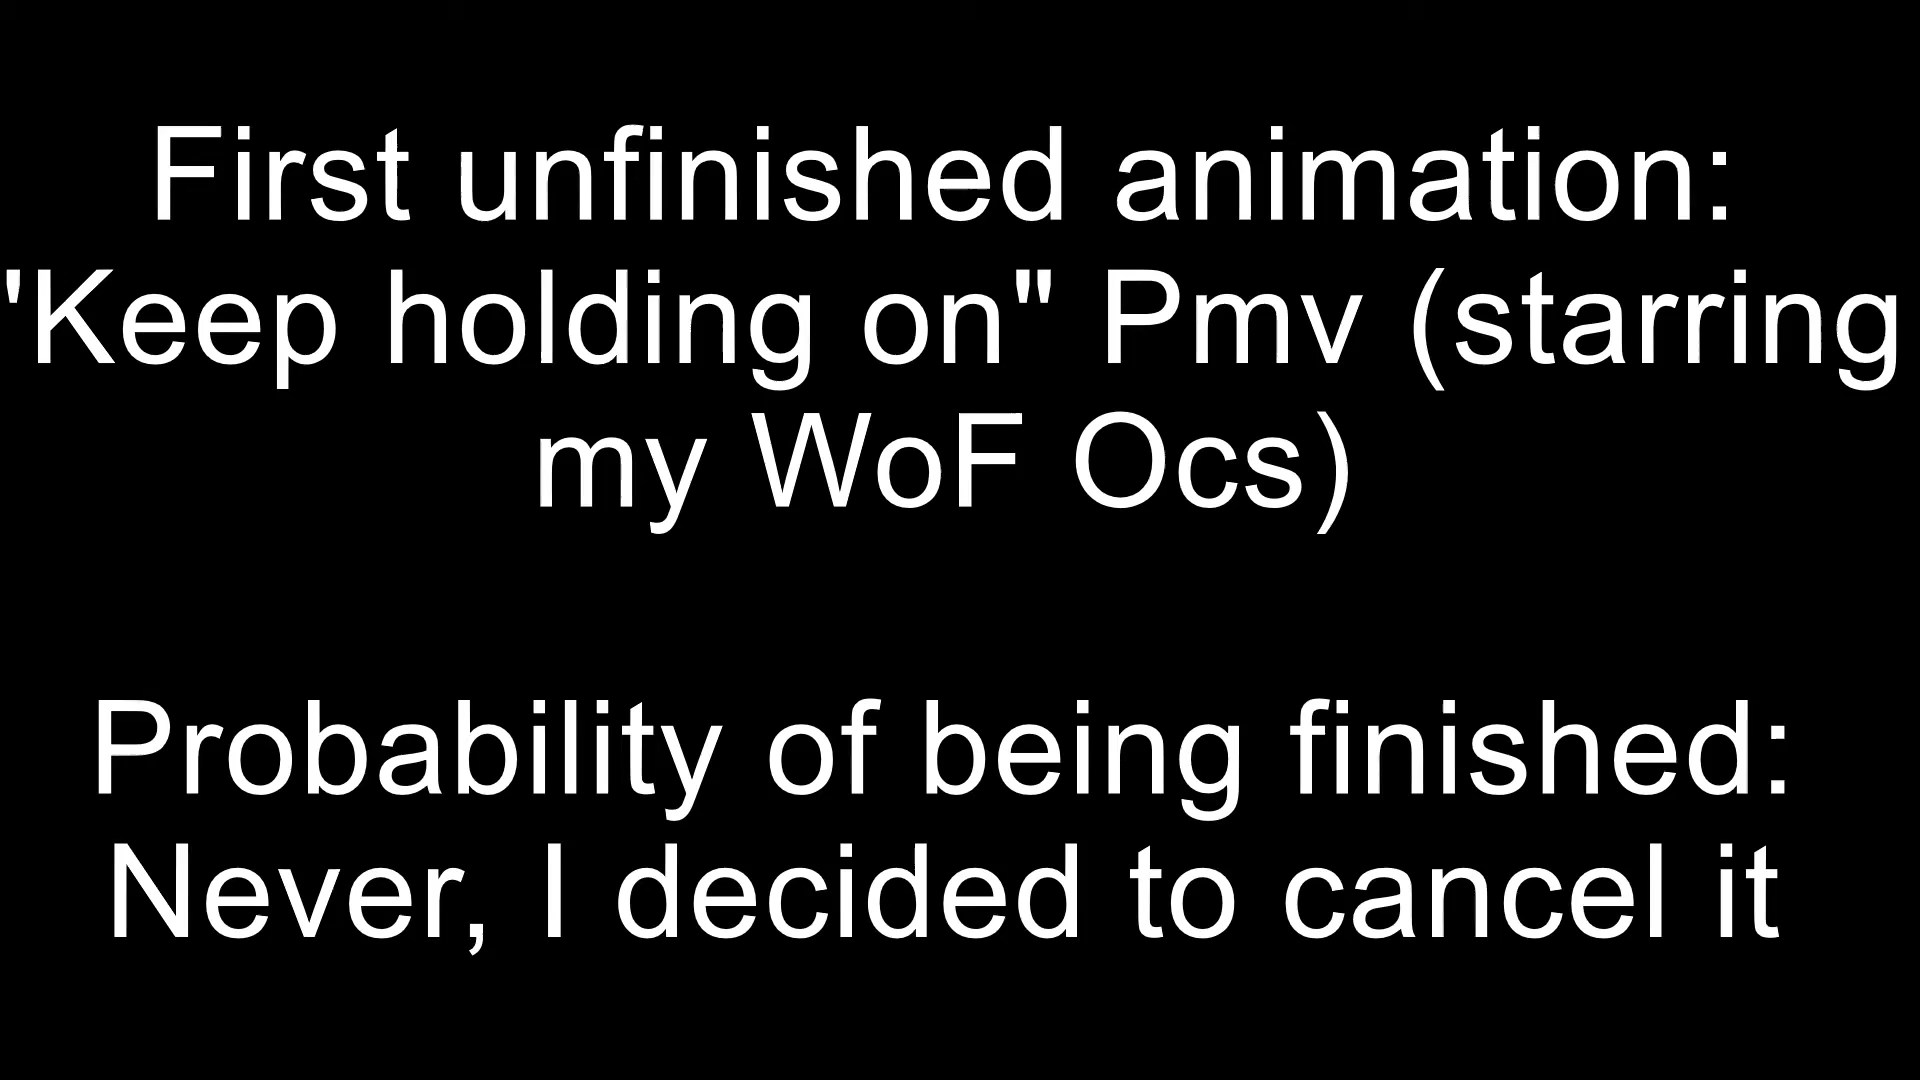 First unfinished animation:
'Keep holding on" Pmv (starring
my WoF Ocs)
Probability of being finished:
Never, I decided to cancel it